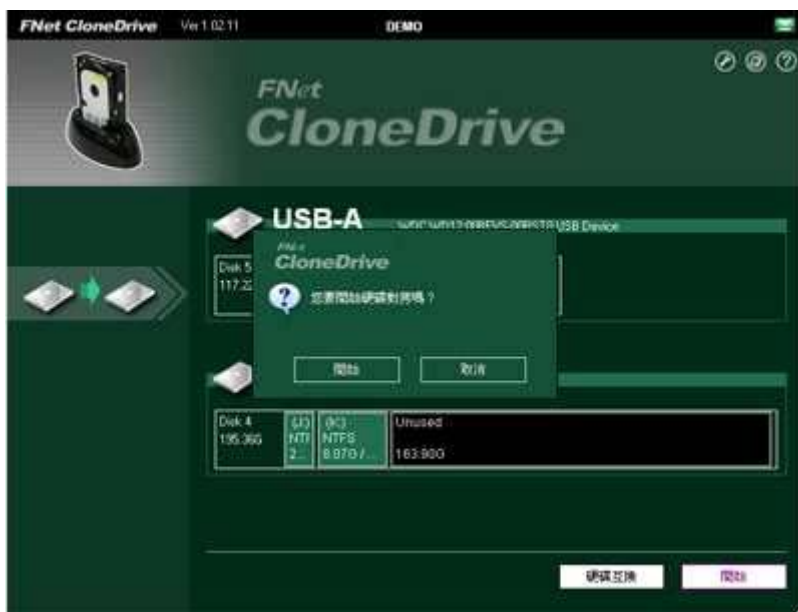 FNet CloneDrive Ver 1.02.11 DEMO
FNet
CloneDrive
USB-A
USB Device
FNet
CloneDrive
Disk 5
您要開始硬碟對拷嗎？
開始 取消
Disk 4
195.36G
(J:)
NTFS
(K:)
Unused
163.90G
硬碟互換 開始